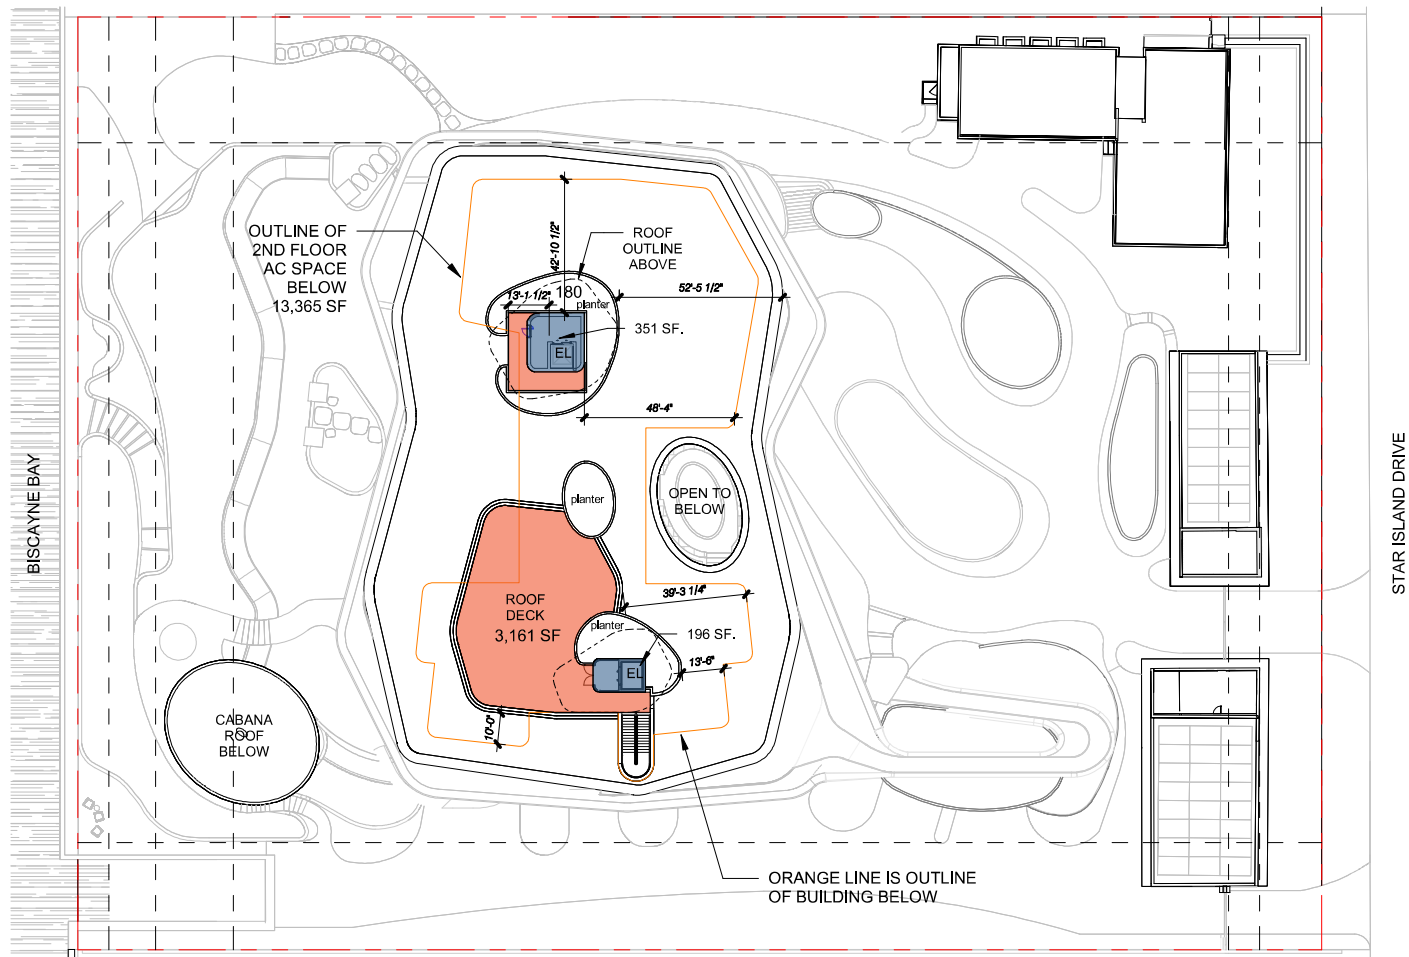 OUTLINE OF
2ND FLOOR
AC SPACE
BELOW
13,365 SF
42'-10 1/2"
ROOF
OUTLINE
ABOVE
13'-1 1/2"
180
planter
52'-5 1/2"
351 SF.
EL
48'-4"
OPEN TO
BELOW
planter
BISCAYNE BAY
STAR ISLAND DRIVE
ROOF
DECK
3,161 SF
39'-3 1/4"
planter
196 SF.
EL
13'-6"
10'-0"
CABANA
ROOF
BELOW
ORANGE LINE IS OUTLINE
OF BUILDING BELOW